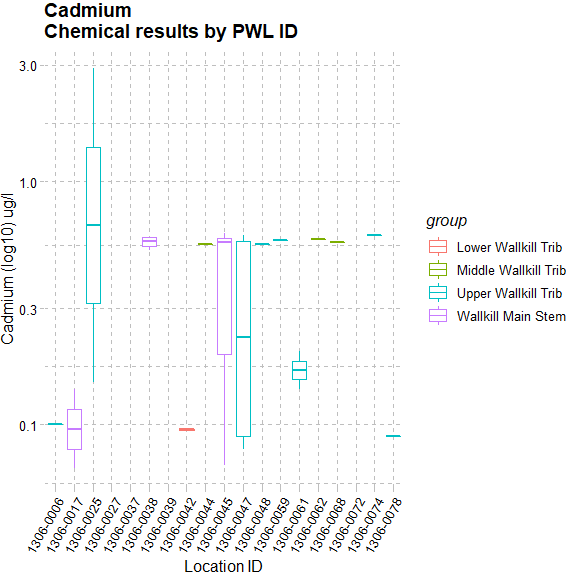 Cadmium
Chemical results by PWL ID
Cadmium (log10) ug/l
3.0
1.0
0.3
0.1
1306-0006
1306-0017
1306-0025
1306-0027
1306-0037
1306-0038
1306-0039
1306-0042
1306-0044
1306-0045
1306-0047
1306-0048
1306-0059
1306-0061
1306-0062
1306-0068
1306-0072
1306-0074
1306-0078
Location ID
group
Lower Wallkill Trib
Middle Wallkill Trib
Upper Wallkill Trib
Wallkill Main Stem